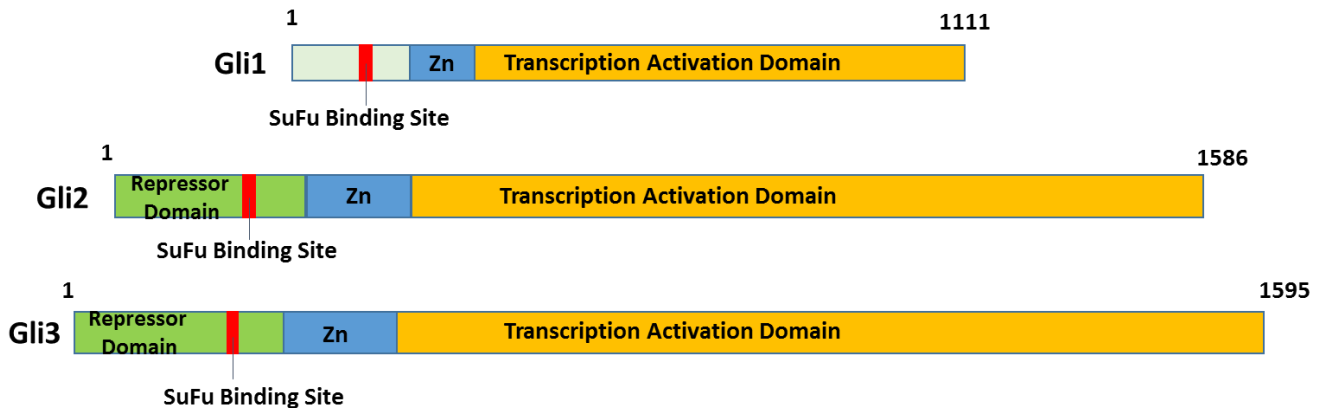 1
1111
Gli1
Zn
Transcription Activation Domain
SuFu Binding Site
1
1586
Gli2
Repressor
Domain
Zn
Transcription Activation Domain
SuFu Binding Site
1
1595
Gli3
Repressor
Domain
Zn
Transcription Activation Domain
SuFu Binding Site